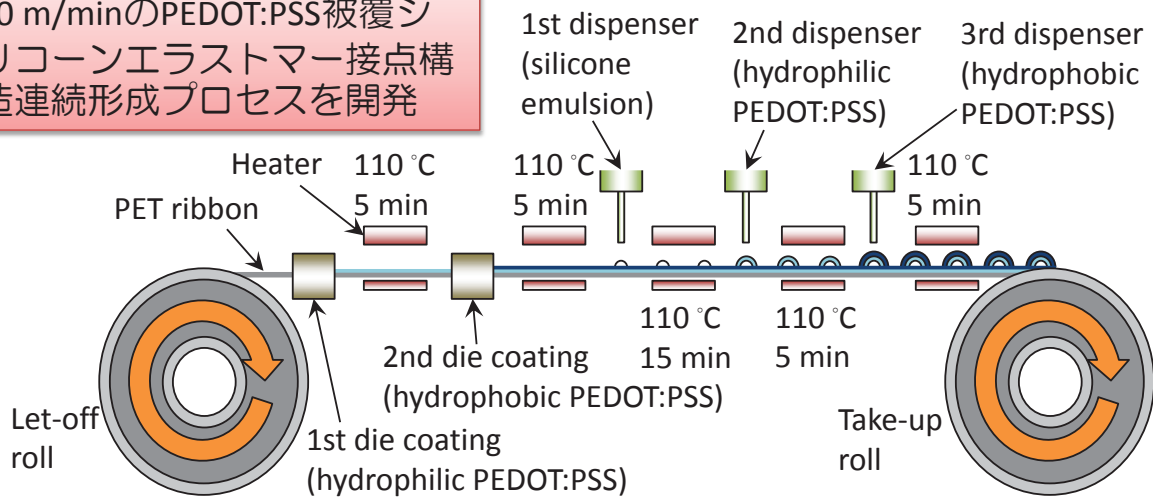 0 m/minのPEDOT:PSS被覆シ
リコーンエラストマー接点構
造連続形成プロセスを開発
1st dispenser
(silicone
emulsion)
2nd dispenser
(hydrophilic
PEDOT:PSS)
3rd dispenser
(hydrophobic
PEDOT:PSS)
Heater
110 °C
5 min
110 °C
5 min
110 °C
5 min
PET ribbon
110 °C
15 min
110 °C
5 min
2nd die coating
(hydrophobic PEDOT:PSS)
1st die coating
(hydrophilic PEDOT:PSS)
Let-off
roll
Take-up
roll